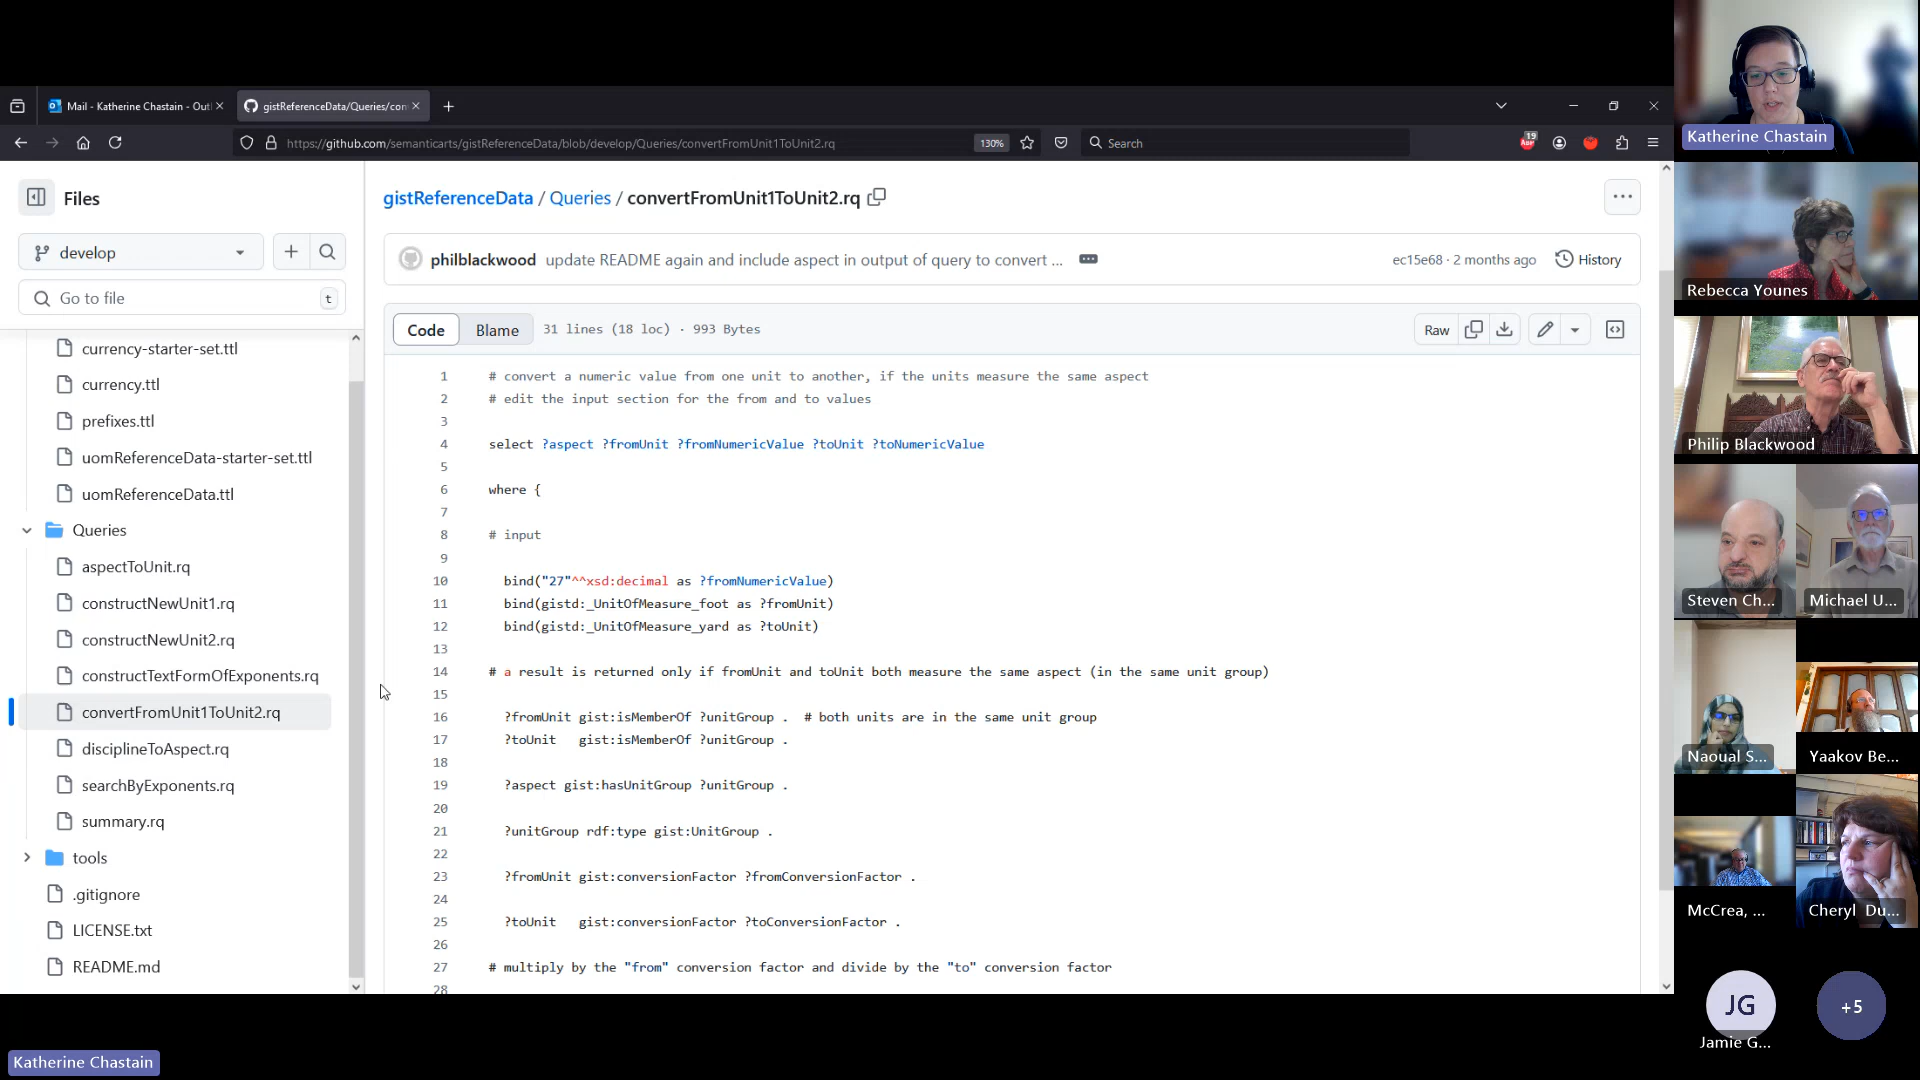 Mail - Katherine Chastain - Outl
gistReferenceData/Queries/con
https://github.com/semanticarts/gistReferenceData/blob/develop/Queries/convertFromUnit1ToUnit2.rq
130%
Search
19
ABP
Files
develop
Go to file
t
currency-starter-set.ttl
currency.ttl
prefixes.ttl
uomReferenceData-starter-set.ttl
uomReferenceData.ttl
Queries
aspectToUnit.rq
constructNewUnit1.rq
constructNewUnit2.rq
constructTextFormOfExponents.rq
convertFromUnit1ToUnit2.rq
disciplineToAspect.rq
searchByExponents.rq
summary.rq
tools
.gitignore
LICENSE.txt
README.md
gistReferenceData / Queries / convertFromUnit1ToUnit2.rq
philblackwood update README again and include aspect in output of query to convert ...
ec15e68 · 2 months ago
History
Code
Blame
31 lines (18 loc) · 993 Bytes
Raw
1 # convert a numeric value from one unit to another, if the units measure the same aspect
2 # edit the input section for the from and to values
3
4 select ?aspect ?fromUnit ?fromNumericValue ?toUnit ?toNumericValue
5
6 where {
7
8 # input
9
10 bind("27"^^xsd:decimal as ?fromNumericValue)
11 bind(gistd:_UnitOfMeasure_foot as ?fromUnit)
12 bind(gistd:_UnitOfMeasure_yard as ?toUnit)
13
14 # a result is returned only if fromUnit and toUnit both measure the same aspect (in the same unit group)
15
16 ?fromUnit gist:isMemberOf ?unitGroup . # both units are in the same unit group
17 ?toUnit gist:isMemberOf ?unitGroup .
18
19 ?aspect gist:hasUnitGroup ?unitGroup .
20
21 ?unitGroup rdf:type gist:UnitGroup .
22
23 ?fromUnit gist:conversionFactor ?fromConversionFactor .
24
25 ?toUnit gist:conversionFactor ?toConversionFactor .
26
27 # multiply by the "from" conversion factor and divide by the "to" conversion factor
28
Katherine Chastain
Rebecca Younes
Philip Blackwood
Steven Ch...
Michael U...
Naoual S...
Yaakov Be...
McCrea, ...
Cheryl Du...
JG
Jamie G...
+5
Katherine Chastain